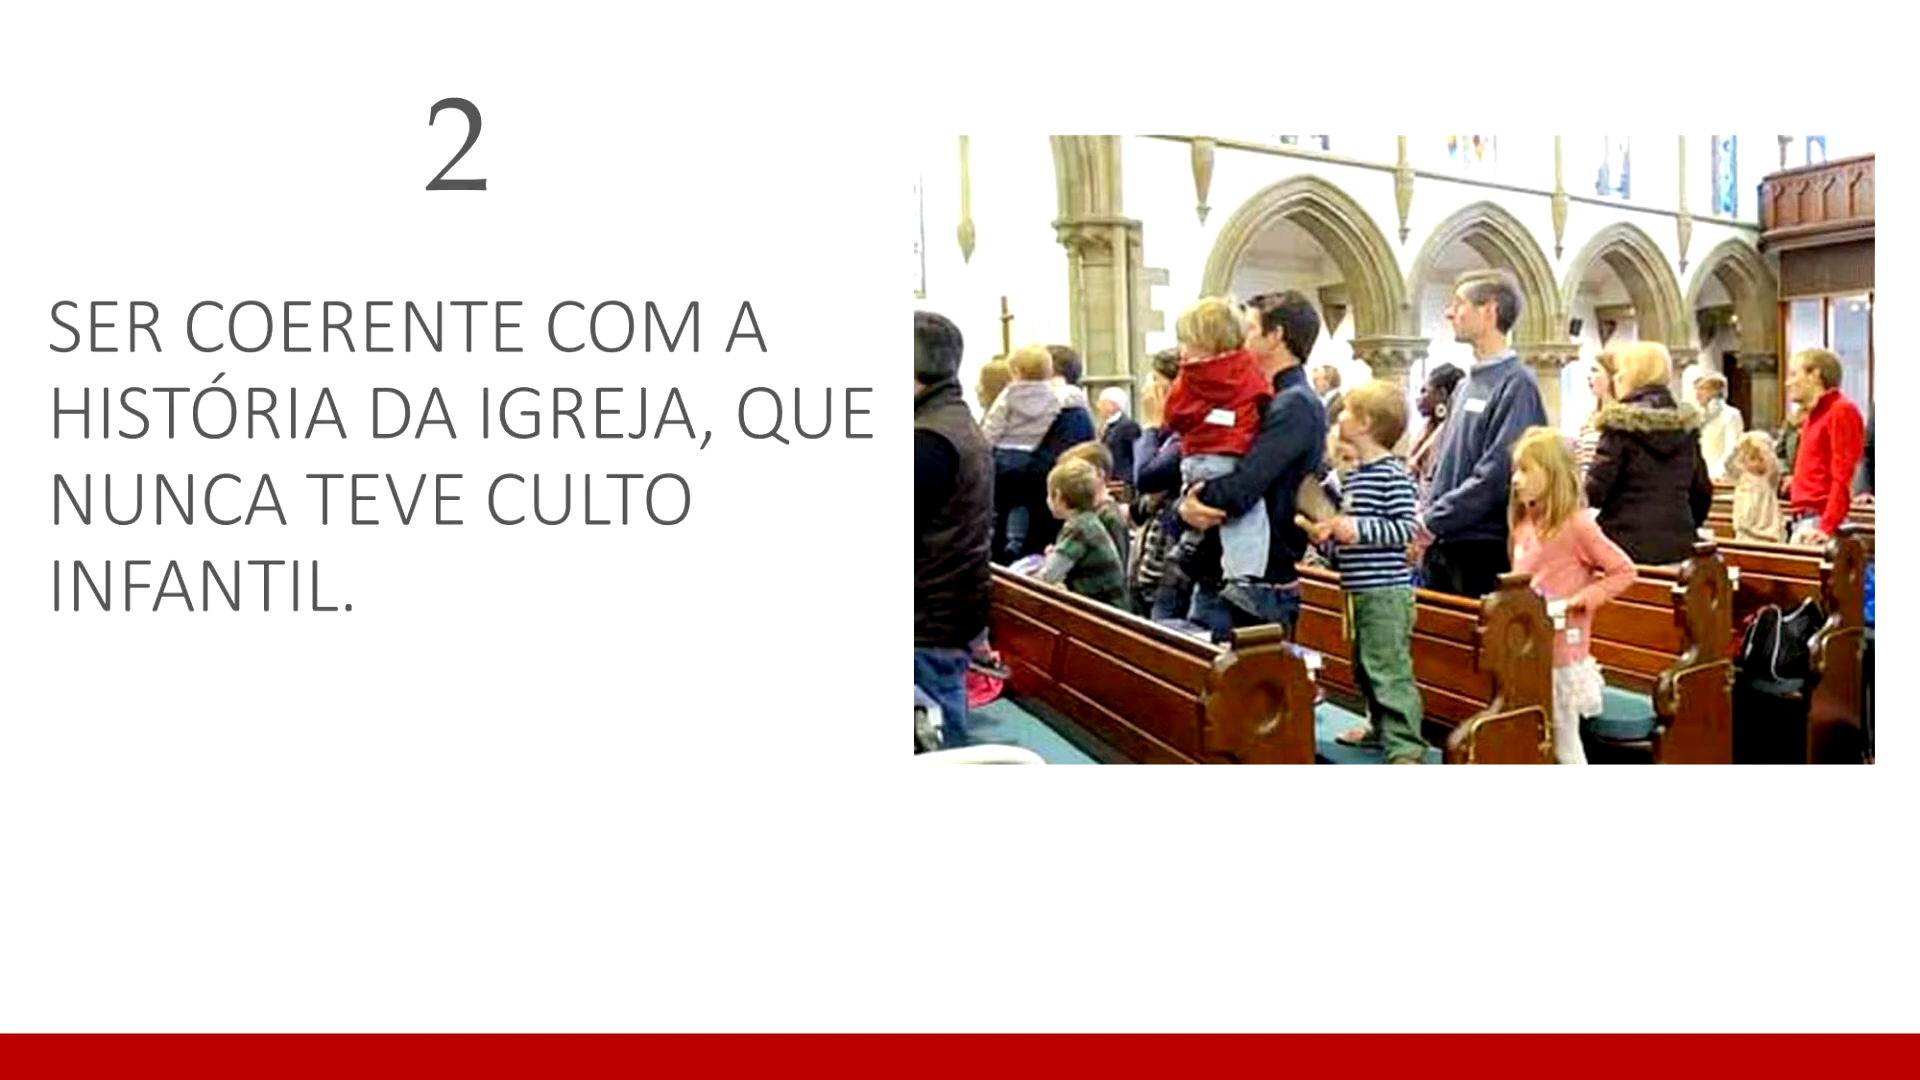 2
SER COERENTE COM A
HISTÓRIA DA IGREJA, QUE
NUNCA TEVE CULTO
INFANTIL.